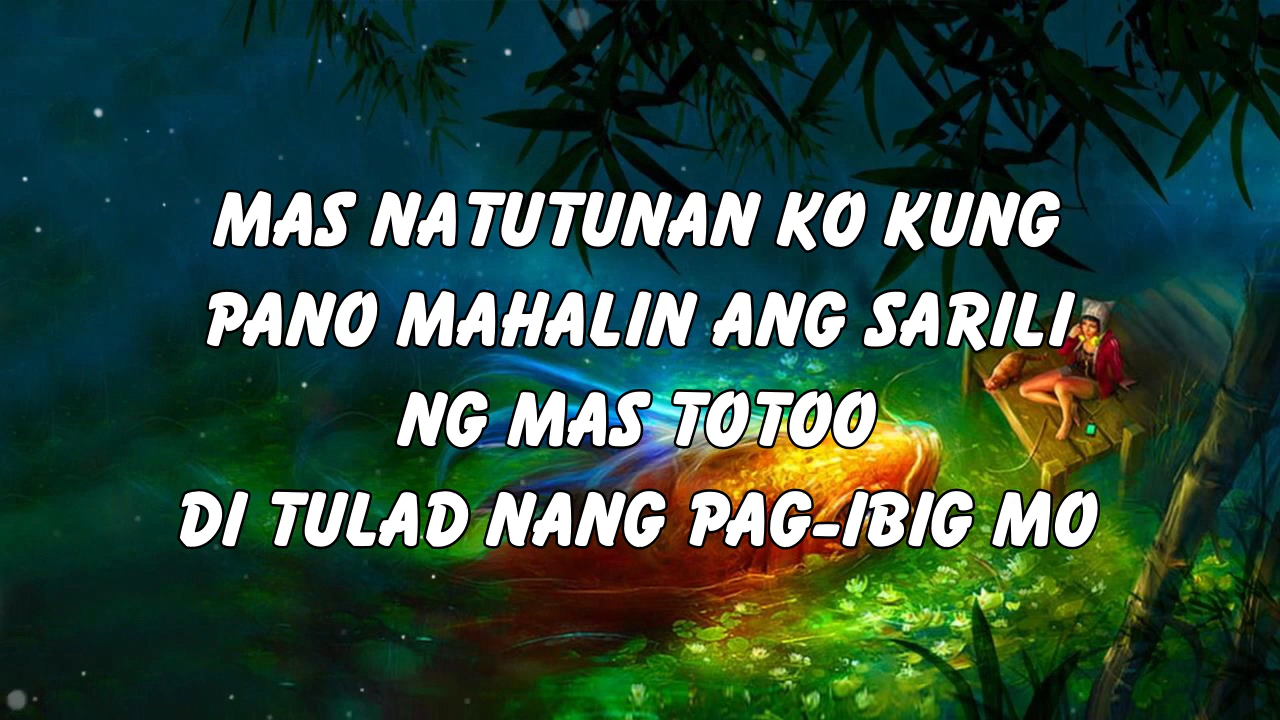 MAS NATUTUNAN KO KUNG
PANO MAHALIN ANG SARILI
NG MAS TOTOO
DI TULAD NANG PAG-IBIG MO